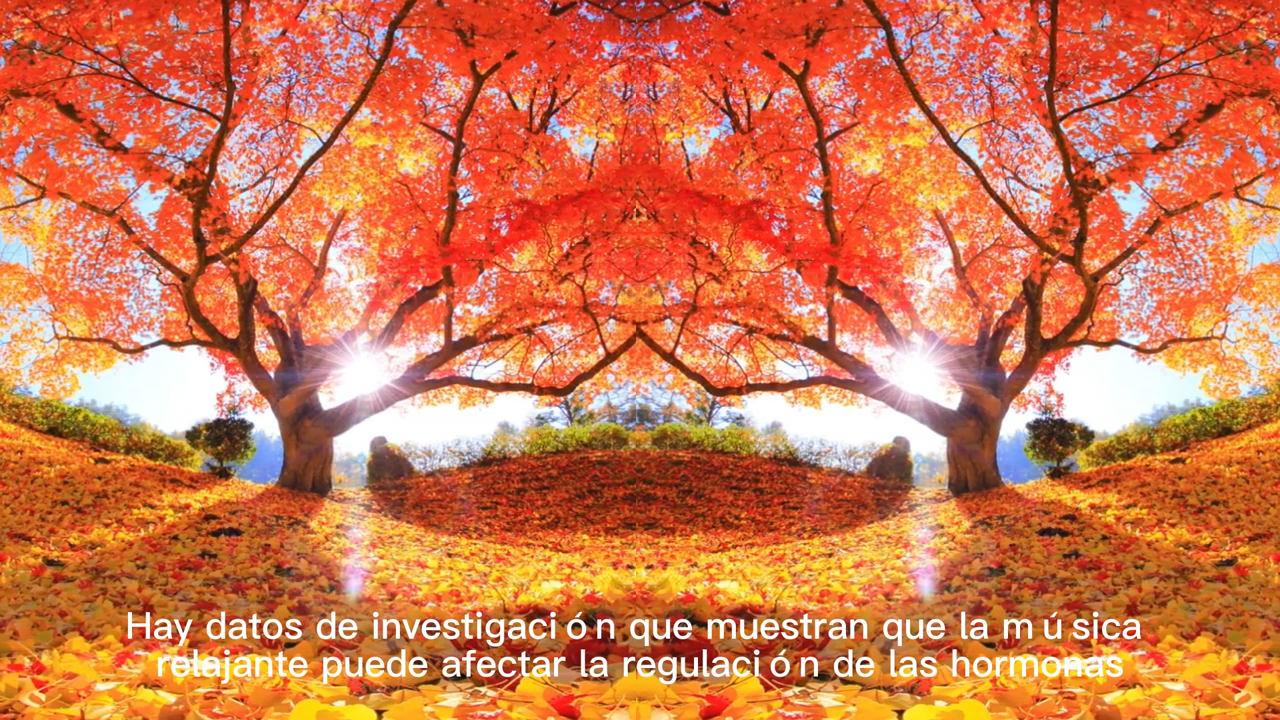 Hay datos de investigación que muestran que la música
relajante puede afectar la regulación de las hormonas